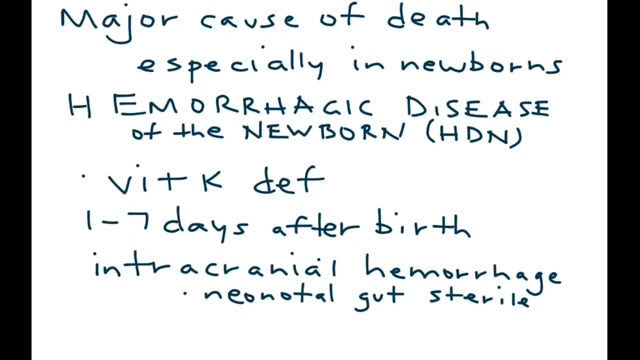 Major cause of death
especially in newborns
HEMORRHAGIC DISEASE
of the NEWBORN (HDN)
· vit K def
1-7 days after birth
intracranial hemorrhage
· neonotal gut sterile